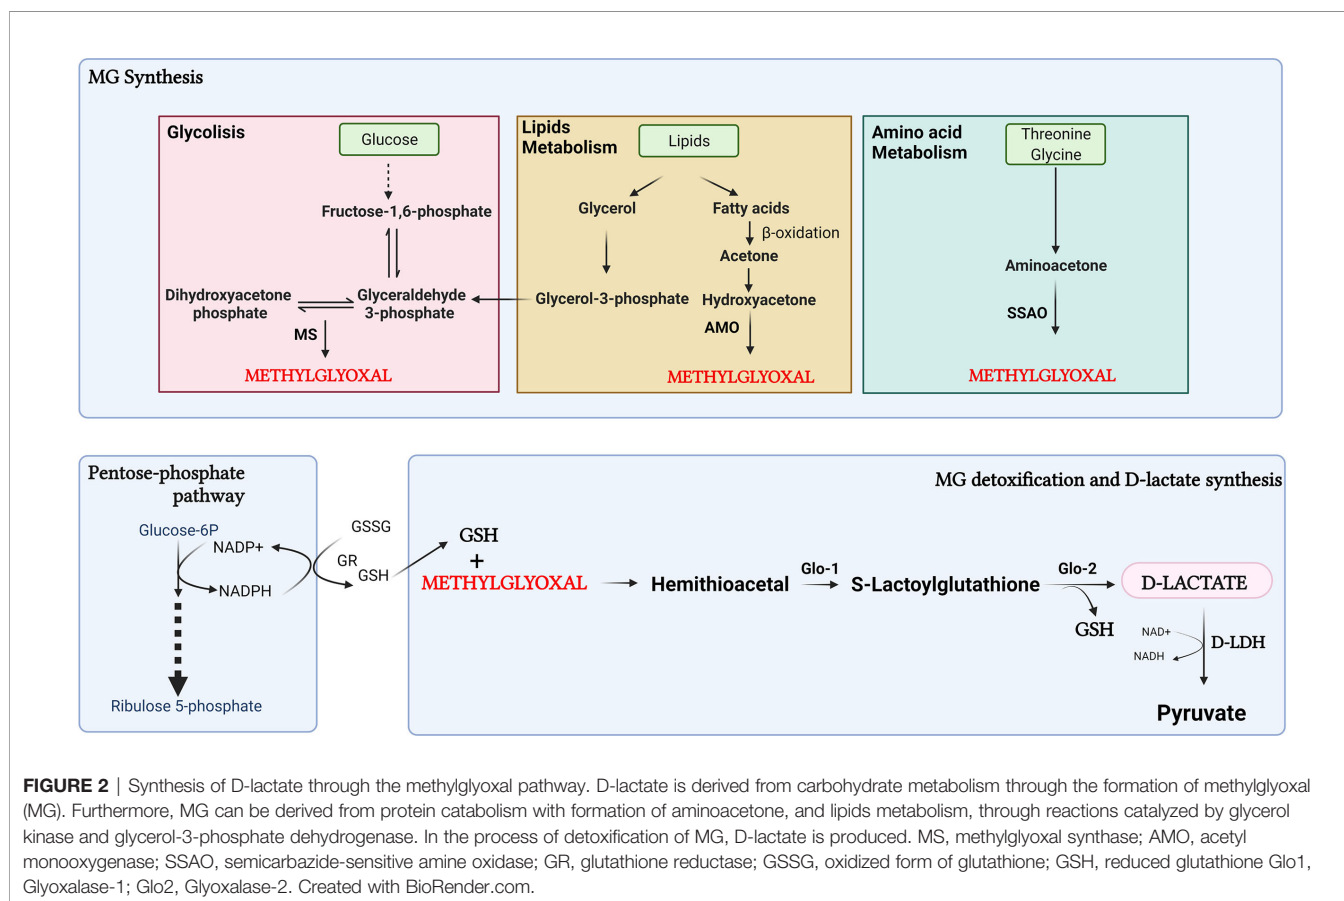 MG Synthesis
Glycolisis
Glucose
Fructose-1,6-phosphate
Dihydroxyacetone
phosphate
Glyceraldehyde
3-phosphate
MS
METHYLGLYOXAL
Lipids
Metabolism
Lipids
Glycerol
Fatty acids
β-oxidation
Acetone
Glycerol-3-phosphate
Hydroxyacetone
AMO
METHYLGLYOXAL
Amino acid
Metabolism
Threonine
Glycine
Aminoacetone
SSAO
METHYLGLYOXAL
Pentose-phosphate
pathway
Glucose-6P
NADP+
NADPH
Ribulose 5-phosphate
GSSG
GR
GSH
MG detoxification and D-lactate synthesis
GSH
+
METHYLGLYOXAL
Hemithioacetal
Glo-1
S-Lactoylglutathione
Glo-2
GSH
D-LACTATE
NAD+
NADH
D-LDH
Pyruvate
FIGURE 2 | Synthesis of D-lactate through the methylglyoxal pathway. D-lactate is derived from carbohydrate metabolism through the formation of methylglyoxal
(MG). Furthermore, MG can be derived from protein catabolism with formation of aminoacetone, and lipids metabolism, through reactions catalyzed by glycerol
kinase and glycerol-3-phosphate dehydrogenase. In the process of detoxification of MG, D-lactate is produced. MS, methylglyoxal synthase; AMO, acetyl
monooxygenase; SSAO, semicarbazide-sensitive amine oxidase; GR, glutathione reductase; GSSG, oxidized form of glutathione; GSH, reduced glutathione Glo1,
Glyoxalase-1; Glo2, Glyoxalase-2. Created with BioRender.com.